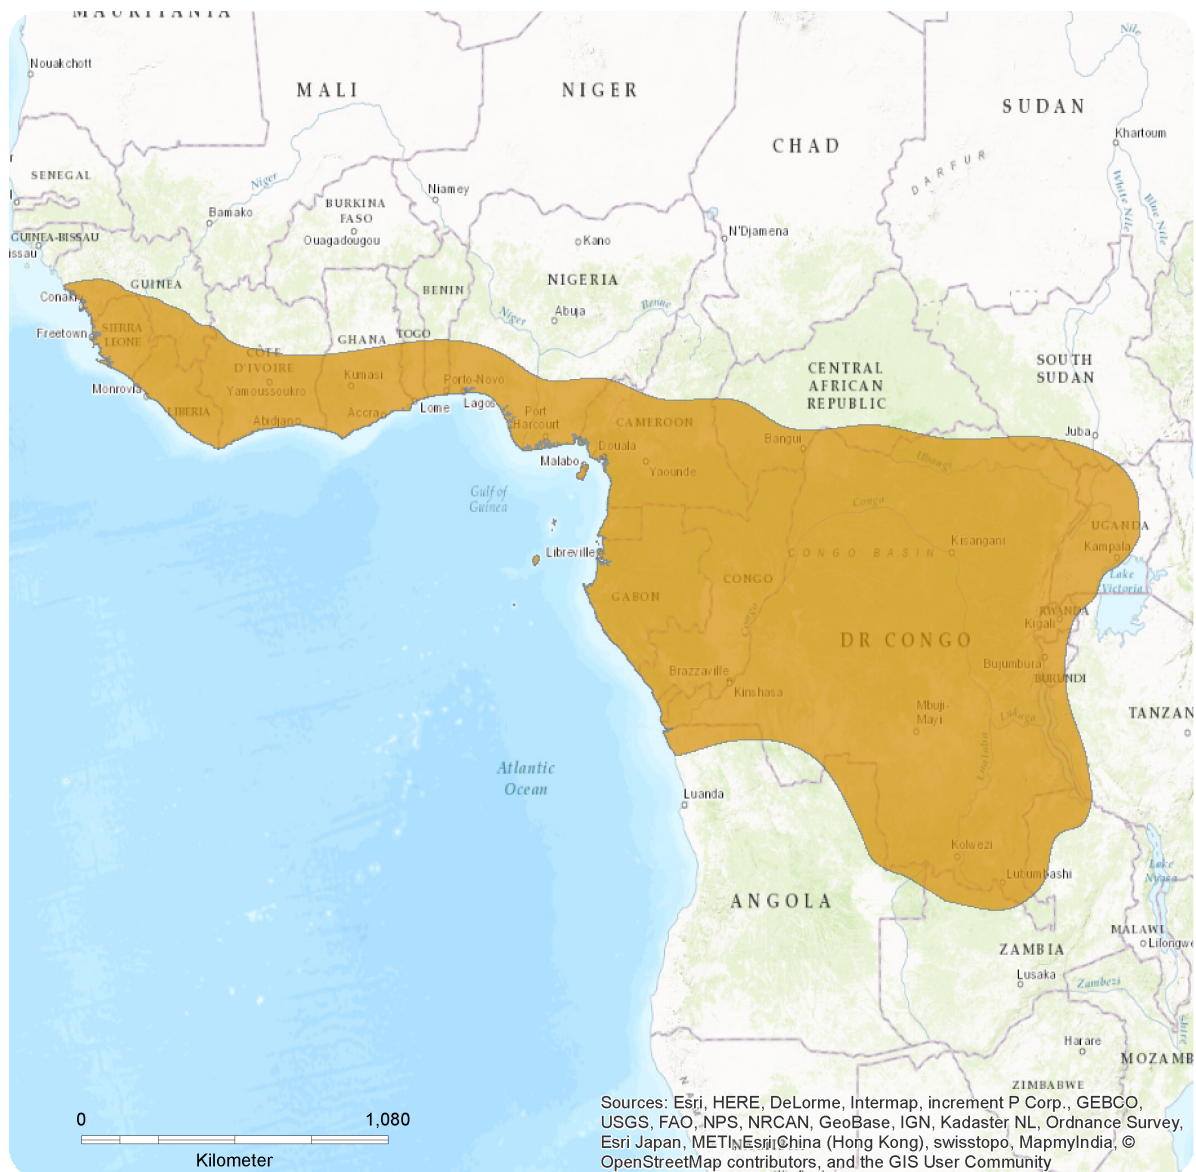 MAURITANIA
Nile
Nouakchott
MALI
NIGER
SUDAN
Khartoum
CHAD
DARFUR
SENEGAL
Niger
Niamey
White Nile
Blue Nile
BURKINA
FASO
Bamako
Ouagadougou
GUINEA-BISSAU
issau
Kano
N'Djamena
NIGERIA
GUINEA
BENIN
Conakr
Benue
Niger
Abuja
Freetown
SIERRA
LEONE
GHANA
TOGO
CÔTE
D'IVOIRE
SOUTH
SUDAN
CENTRAL
AFRICAN
REPUBLIC
Monrovia
Yamoussoukro
Kumasi
Porto-Novo
LIBERIA
Abidjan
Accra
Lome
Lagos
Port
Harcourt
CAMEROON
Bangui
Juba
Douala
Malabo
Yaounde
Ubangi
Gulf of
Guinea
Congo
UGANDA
Kisangani
Kampala
Libreville
CONGO BASIN
CONGO
Lake
Victoria
GABON
Congo
RWANDA
Kigali
DR CONGO
Bujumbura
BURUNDI
Brazzaville
Kinshasa
Mbuji-
Mayi
Lukuga
TANZAN
Lualaba
Atlantic
Ocean
Luanda
Kolwezi
Lubumbashi
Lake
Nyasa
ANGOLA
MALAWI
Lilongwe
ZAMBIA
Lusaka
Zambezi
Shire
Harare
MOZAMB
ZIMBABWE
0
1,080
Kilometer
Sources: Esri, HERE, DeLorme, Intermap, increment P Corp., GEBCO,
USGS, FAO, NPS, NRCAN, GeoBase, IGN, Kadaster NL, Ordnance Survey,
Esri Japan, METI, Esri China (Hong Kong), swisstopo, MapmyIndia, ©
OpenStreetMap contributors, and the GIS User Community